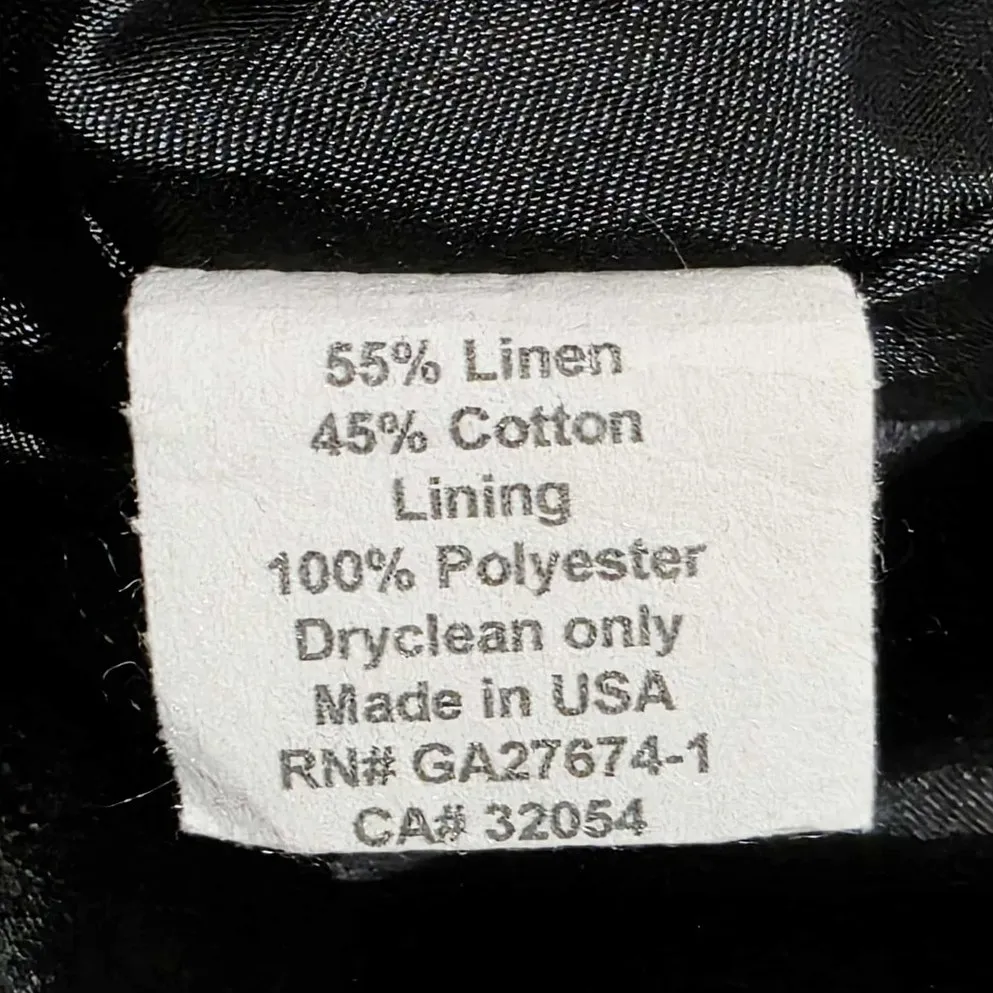 55% Linen
45% Cotton
Lining
100% Polyester
Dryclean only
Made in USA
RN# GA27674-1
CA# 32054